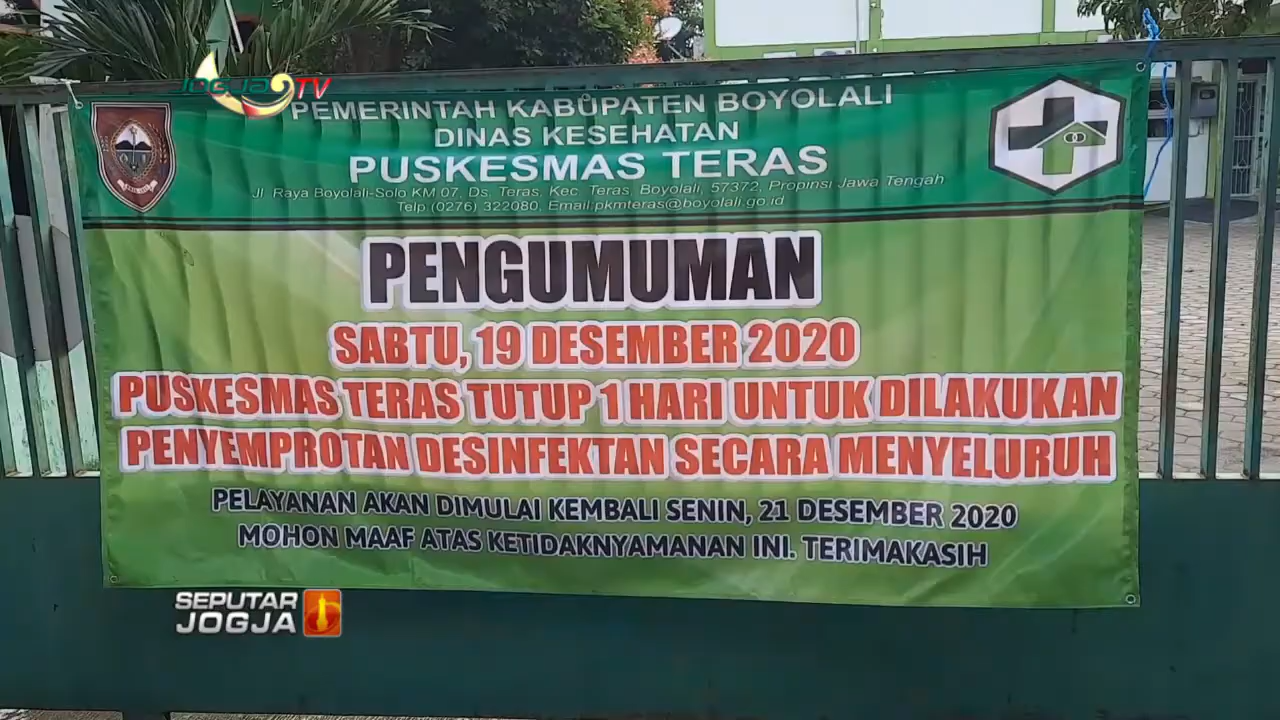 JOGJA TV
PEMERINTAH KABUPATEN BOYOLALI
DINAS KESEHATAN
PUSKESMAS TERAS
Jl. Raya Boyolali-Solo KM 07, Ds. Teras, Kec. Teras, Boyolali, 57372, Propinsi Jawa Tengah
Telp.(0276) 322080, Email:pkmteras@boyolali.go.id
PENGUMUMAN
SABTU, 19 DESEMBER 2020
PUSKESMAS TERAS TUTUP 1 HARI UNTUK DILAKUKAN
PENYEMPROTAN DESINFEKTAN SECARA MENYELURUH
PELAYANAN AKAN DIMULAI KEMBALI SENIN, 21 DESEMBER 2020
MOHON MAAF ATAS KETIDAKNYAMANAN INI. TERIMAKASIH
SEPUTAR
JOGJA